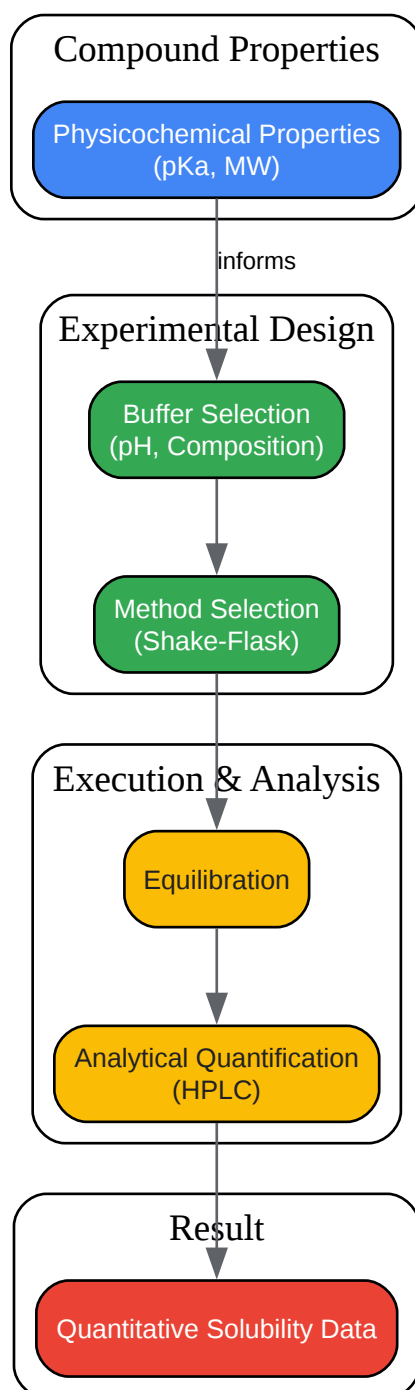 Compound Properties
Physicochemical Properties
(pKa, MW)
informs
Experimental Design
Buffer Selection
(pH, Composition)
Method Selection
(Shake-Flask)
Execution & Analysis
Equilibration
Analytical Quantification
(HPLC)
Result
Quantitative Solubility Data